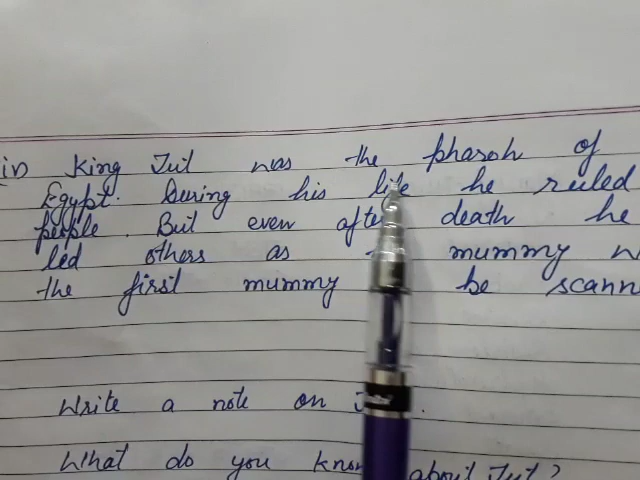 iv) King Tut was the pharoh of
Egypt. During his life he ruled
people. But even after death he
led others as mummy
the first mummy be scann
Write a note on
What do you know about Tut?